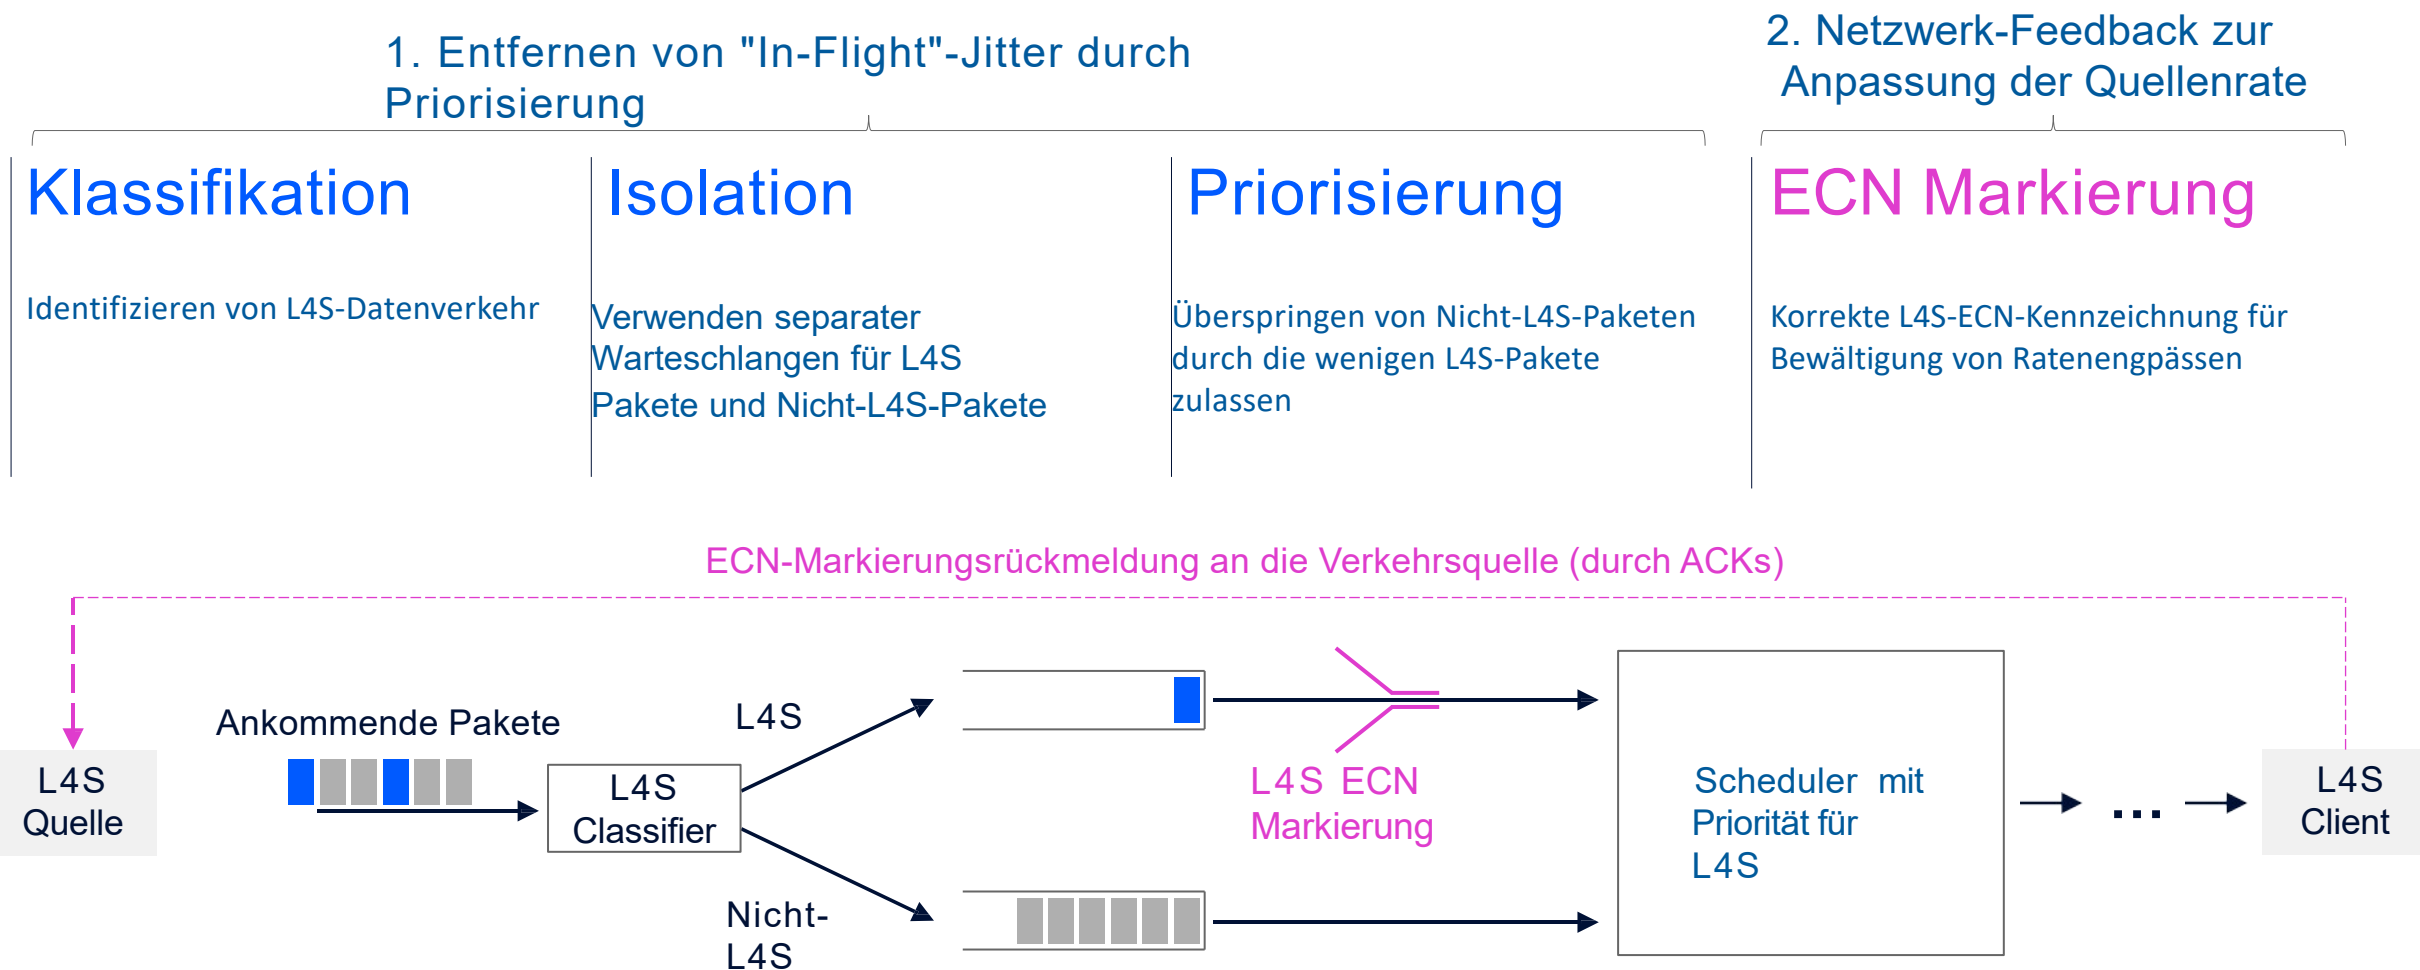 1. Entfernen von "In-Flight"-Jitter durch
Priorisierung
2. Netzwerk-Feedback zur
Anpassung der Quellenrate
Klassifikation
Identifizieren von L4S-Datenverkehr
Isolation
Verwenden separater
Warteschlangen für L4S
Pakete und Nicht-L4S-Pakete
Priorisierung
Überspringen von Nicht-L4S-Paketen
durch die wenigen L4S-Pakete
zulassen
ECN Markierung
Korrekte L4S-ECN-Kennzeichnung für
Bewältigung von Ratenengpässen
ECN-Markierungsrückmeldung an die Verkehrsquelle (durch ACKs)
L4S
Quelle
Ankommende Pakete
L4S
Classifier
L4S
Nicht-
L4S
L4S ECN
Markierung
Scheduler mit
Priorität für
L4S
...
L4S
Client